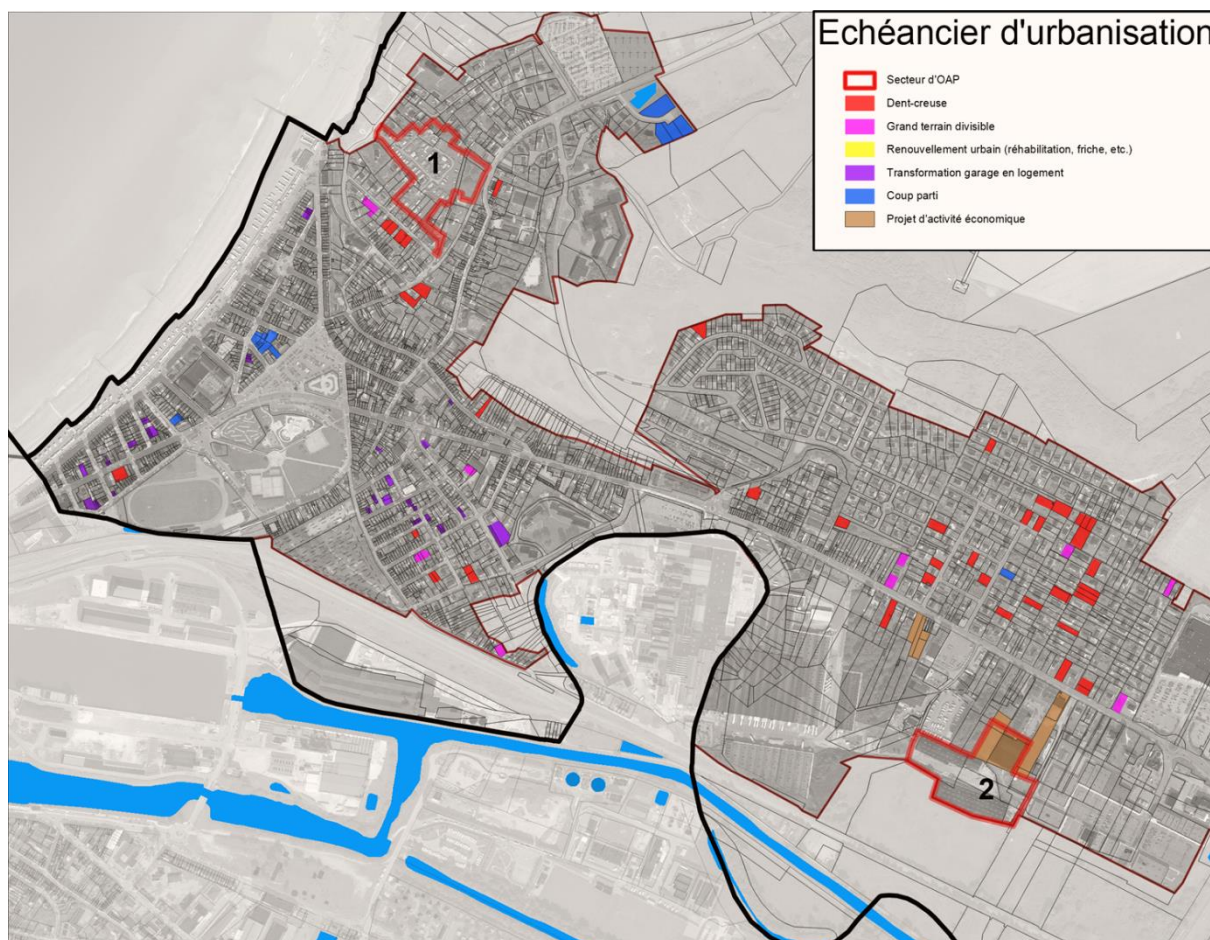 Echéancier d'urbanisation
Secteur d'OAP
Dent-creuse
Grand terrain divisible
Renouvellement urbain (réhabilitation, friche, etc.)
Transformation garage en logement
Coup parti
Projet d'activité économique
1
2